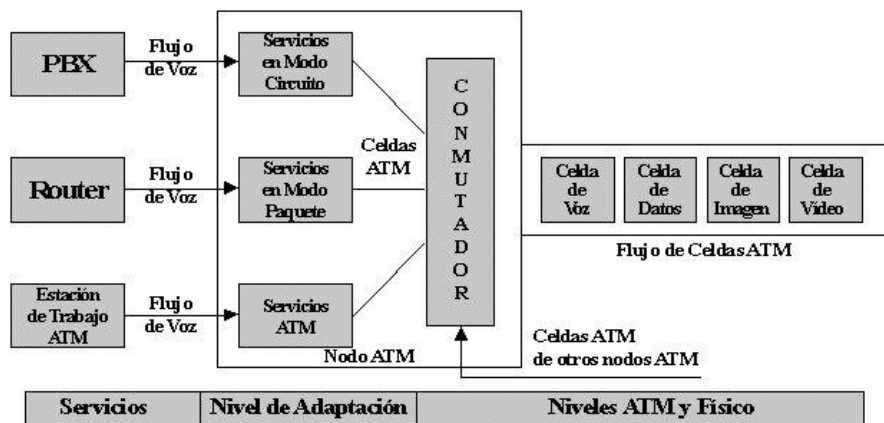 PBX
Flujo
de Voz
Servicios
en Modo
Circuito
Router
Flujo
de Voz
Servicios
en Modo
Paquete
Celdas
ATM
Estación
de Trabajo
ATM
Flujo
de Voz
Servicios
ATM
Nodo ATM
CONMUTADOR
Celda
de
Voz
Celda
de
Datos
Celda
de
Imagen
Celda
de
Vídeo
Flujo de Celdas ATM
Celdas ATM
de otros nodos ATM
Servicios
Nivel de Adaptación
Niveles ATM y Físico